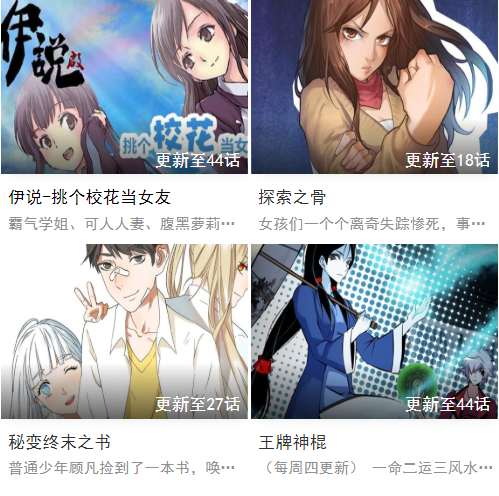 伊说
挑个校花当女
更新至44话
更新至18话
伊说-挑个校花当女友
探索之骨
霸气学姐、可人人妻、腹黑萝莉…
女孩们一个个离奇失踪惨死，事…
更新至27话
更新至44话
秘变终末之书
王牌神棍
普通少年顾凡捡到了一本书，唤…
（每周四更新） 一命二运三风水…